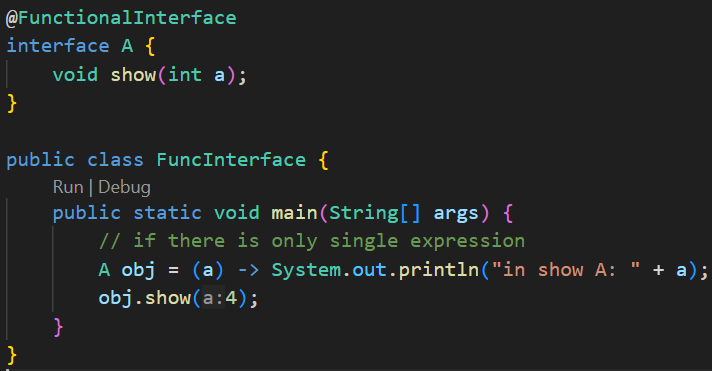 @FunctionalInterface
interface A {
    void show(int a);
}

public class FuncInterface {
    Run | Debug
    public static void main(String[] args) {
        // if there is only single expression
        A obj = (a) -> System.out.println("in show A: " + a);
        obj.show(a:4);
    }
}